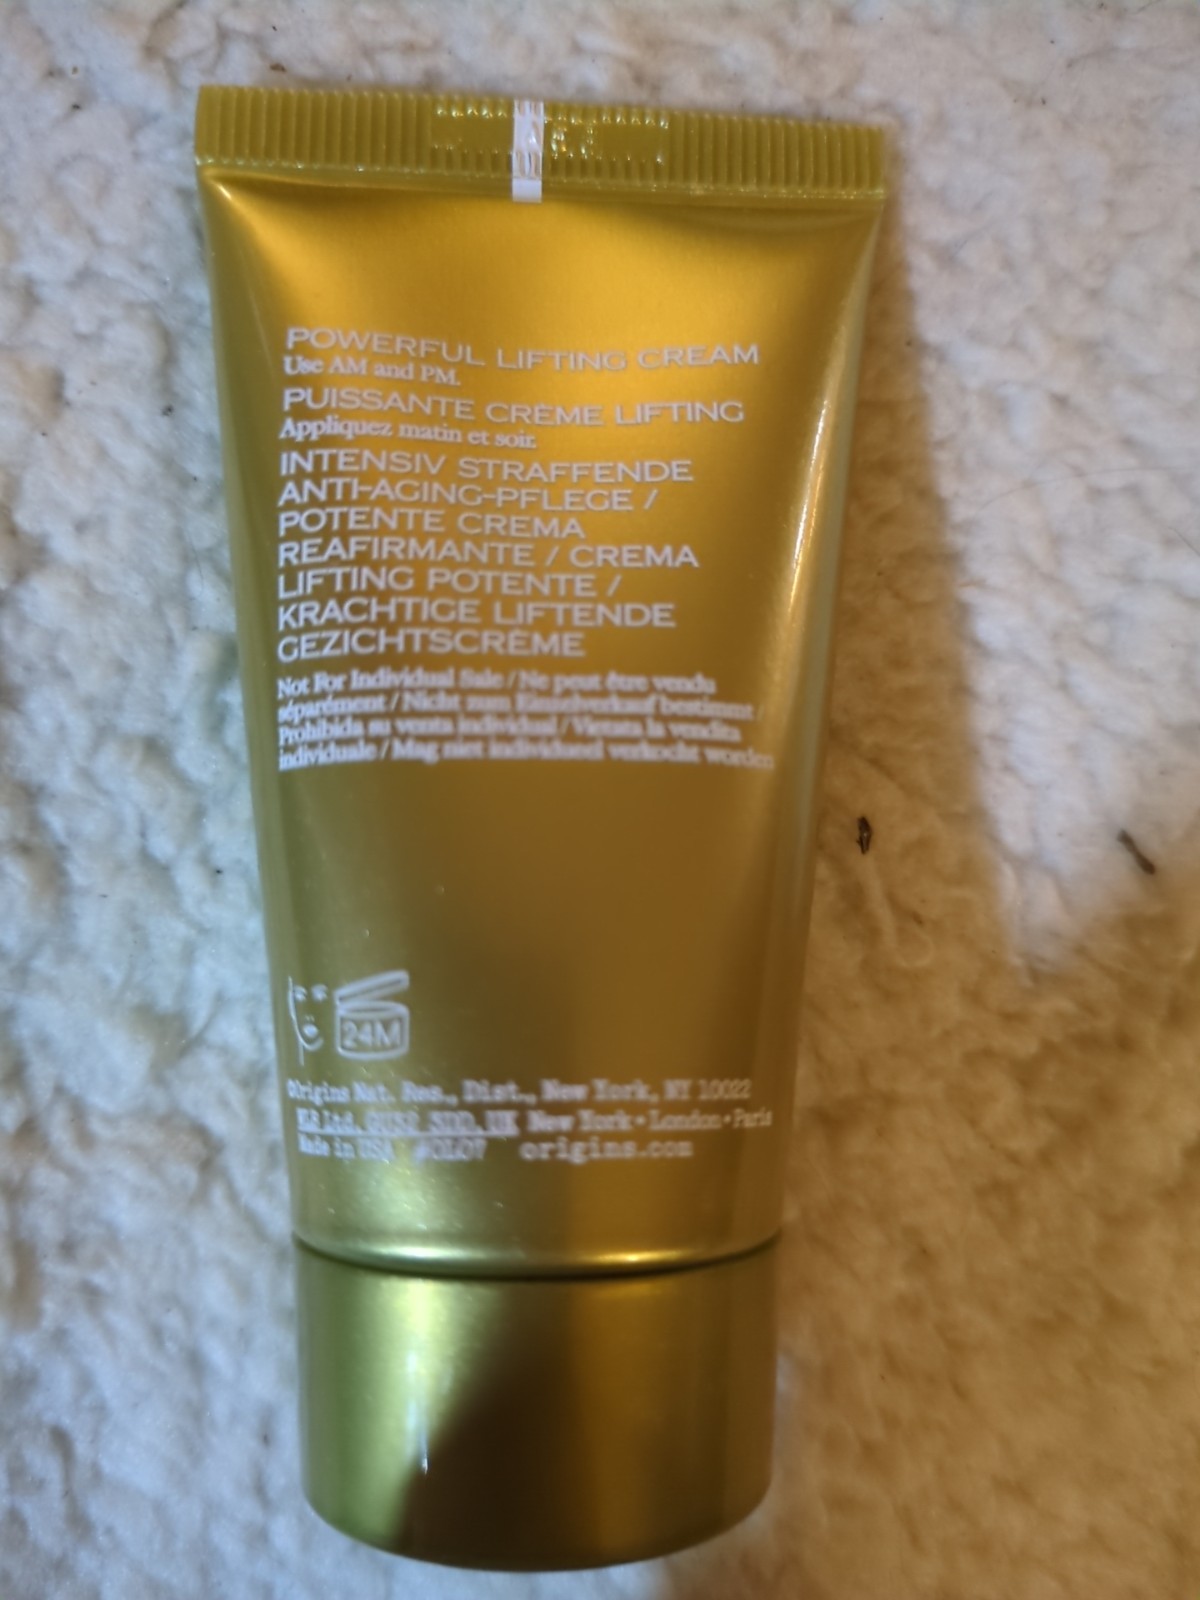 POWERFUL LIFTING CREAM
Use AM and PM.
PUISSANTE CRÈME LIFTING
Appliquez matin et soir.
INTENSIV STRAFFENDE
ANTI-AGING-PFLEGE /
POTENTE CREMA
REAFIRMANTE / CREMA
LIFTING POTENTE /
KRACHTIGE LIFTENDE
GEZICHTSCRÈME
Not For Individual Sale / Ne peut être vendu
séparément / Nicht zum Einzelverkauf bestimmt /
Prohibida su venta individual / Vietata la vendita
individuale / Mag niet individueel verkocht worden
24M
©Origins Nat. Res., Dist., New York, NY 10022
Ltd. UK New York • London • Paris
Made in USA origins.com